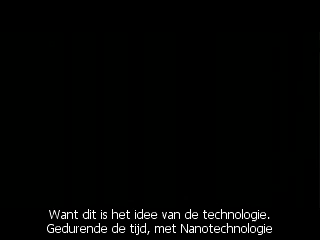 Want dit is het idee van de technologie.
Gedurende de tijd, met Nanotechnologie